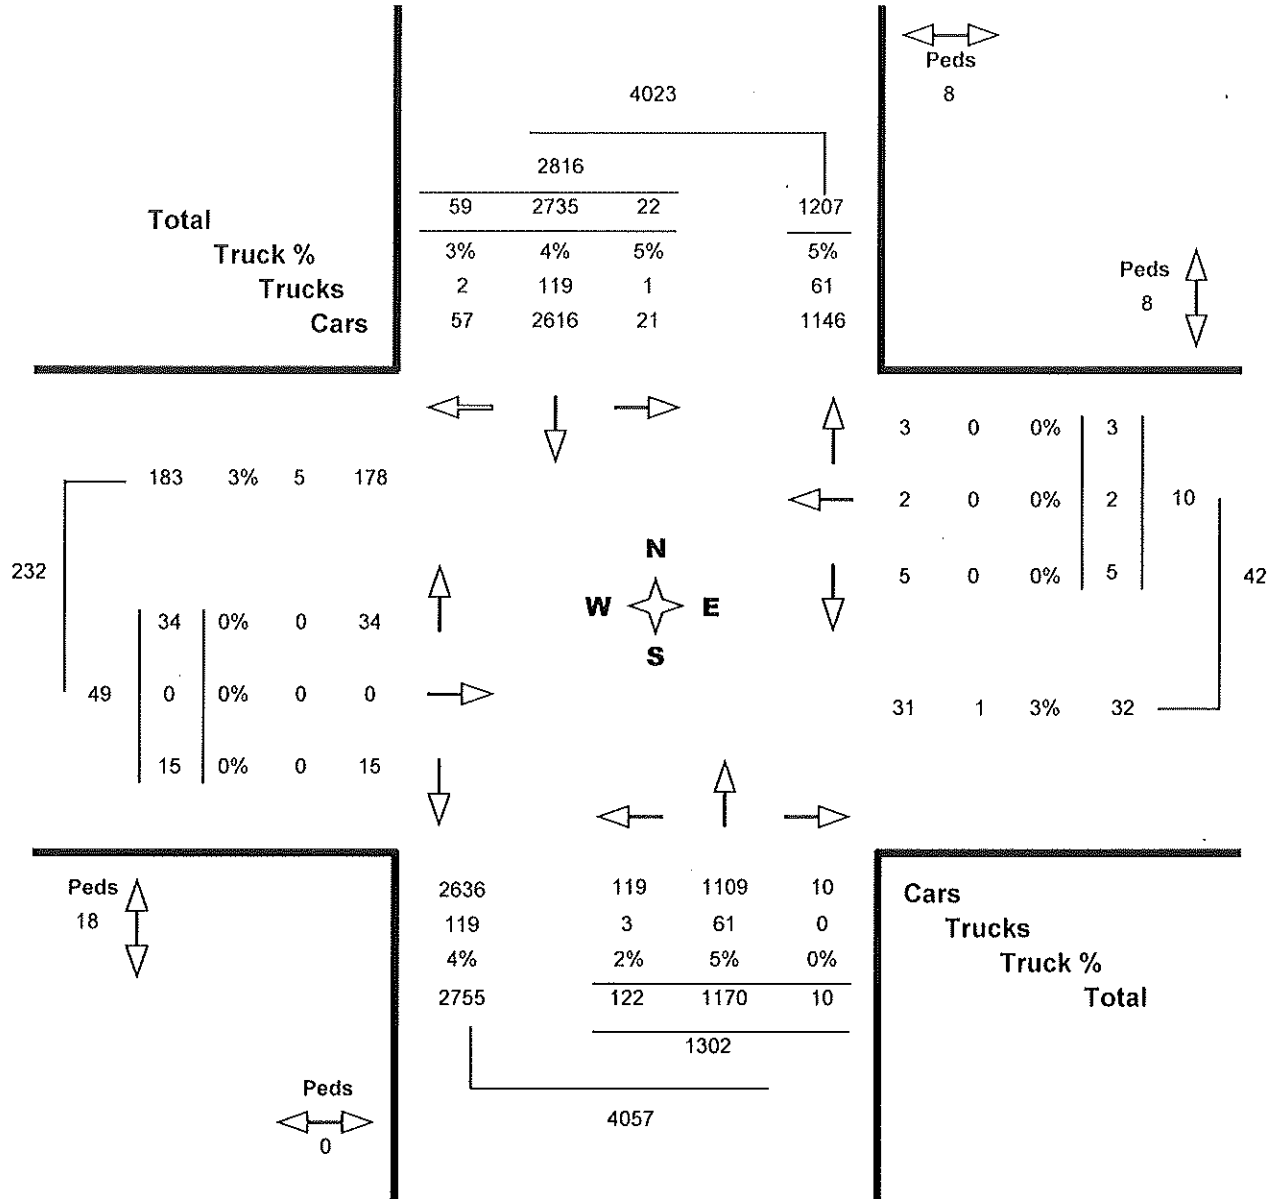 Peds
4023 8
2816
Total 59 2735 22 1207
Truck % 3% 4% 5% 5%
Trucks 2 119 1 61
Cars 57 2616 21 1146
Peds
8
3 0 0% 3
183 3% 5 178
2 0 0% 2 10
N
232
5 0 0% 5 42
W E
34 0% 0 34
S
49 0 0% 0 0
31 1 3% 32
15 0% 0 15
Peds
18
2636 119 1109 10 Cars
119 3 61 0 Trucks
4% 2% 5% 0% Truck %
2755 122 1170 10 Total
1302
Peds
4057
0